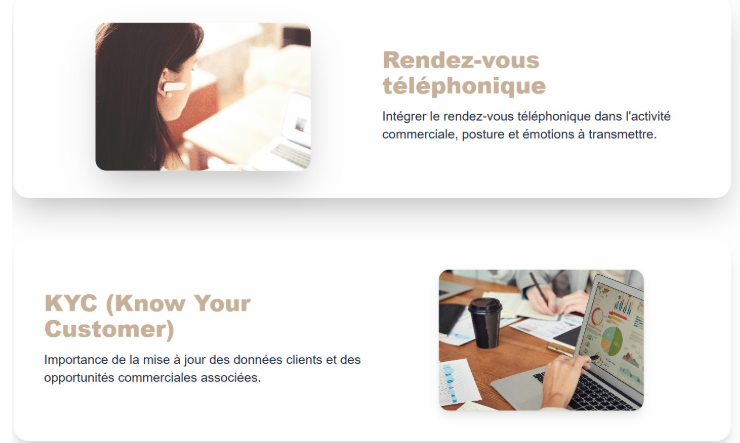 Rendez-vous
téléphonique
Intégrer le rendez-vous téléphonique dans l'activité
commerciale, posture et émotions à transmettre.
KYC (Know Your
Customer)
Importance de la mise à jour des données clients et des
opportunités commerciales associées.